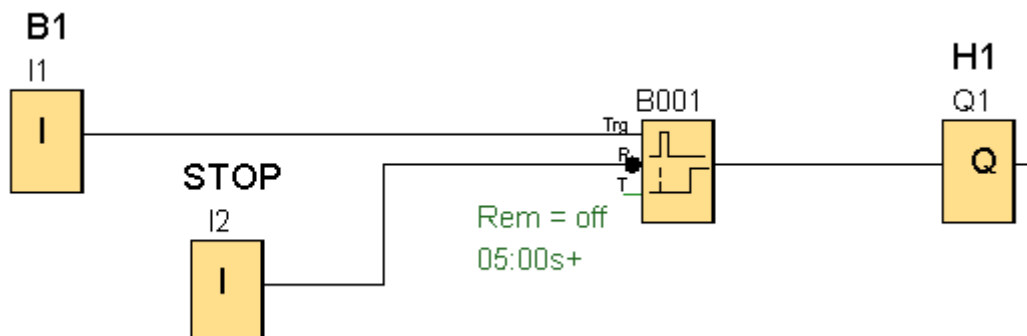 B1
I1
I
H1
Q1
Q
B001
Trg
R
T
STOP
I2
I
Rem = off
05:00s+